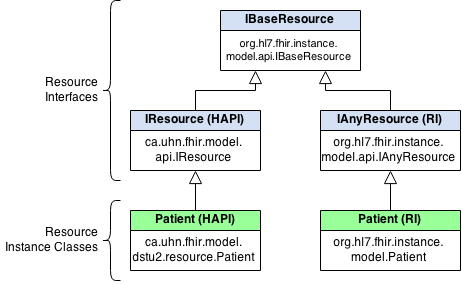 IBaseResource
org.hl7.fhir.instance.
model.api.IBaseResource
Resource
Interfaces
IResource (HAPI)
ca.uhn.fhir.model.
api.IResource
IAnyResource (RI)
org.hl7.fhir.instance.
model.api.IAnyResource
Resource
Instance Classes
Patient (HAPI)
ca.uhn.fhir.model.
dstu2.resource.Patient
Patient (RI)
org.hl7.fhir.instance.
model.Patient